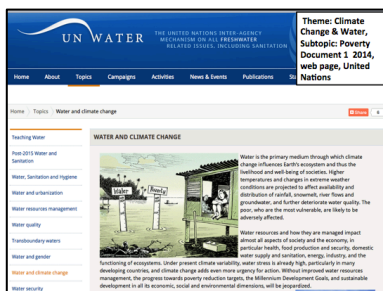 UN WATER
THE UNITED NATIONS INTER-AGENCY
MECHANISM ON ALL FRESHWATER
RELATED ISSUES, INCLUDING SANITATION
Theme: Climate
Change & Water,
Subtopic: Poverty
Document 1 2014,
web page, United
Nations
Home About Topics Campaigns Activities News & Events Publications
Home Topics Water and climate change
Share
Teaching Water
Post-2015 Water and
Sanitation
Water, Sanitation and Hygiene
Water and urbanization
Water resources management
Water quality
Transboundary waters
Water and gender
Water and climate change
Water security
WATER AND CLIMATE CHANGE
Water
Poverty
Water is the primary medium through which climate
change influences Earth's ecosystem and thus the
livelihood and well-being of societies. Higher
temperatures and changes in extreme weather
conditions are projected to affect availability and
distribution of rainfall, snowmelt, river flows and
groundwater, and further deteriorate water quality. The
poor, who are the most vulnerable, are likely to be
adversely affected.
Water resources and how they are managed impact
almost all aspects of society and the economy, in
particular health, food production and security, domestic
water supply and sanitation, energy, industry, and the
functioning of ecosystems. Under present climate variability, water stress is already high, particularly in many
developing countries, and climate change adds even more urgency for action. Without improved water resources
management, the progress towards poverty reduction targets, the Millennium Development Goals, and sustainable
development in all its economic, social and environmental dimensions, will be jeopardized.